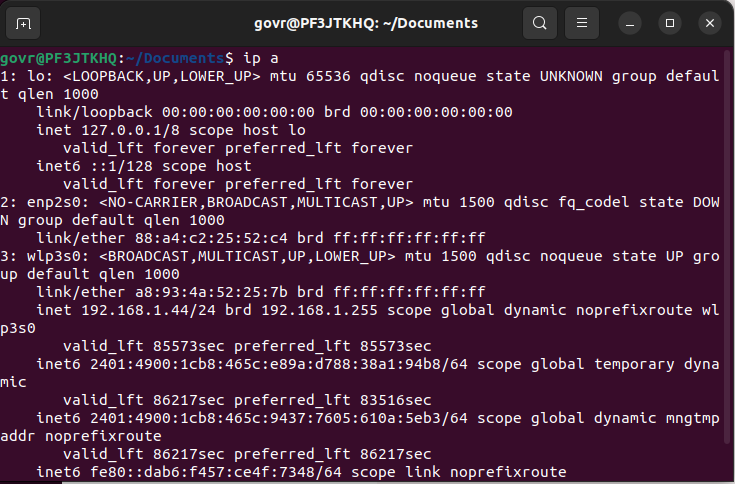 govr@PF3JTKHQ: ~/Documents
govr@PF3JTKHQ:~/Documents$ ip a
1: lo: <LOOPBACK,UP,LOWER_UP> mtu 65536 qdisc noqueue state UNKNOWN group defaul
t qlen 1000
    link/loopback 00:00:00:00:00:00 brd 00:00:00:00:00:00
    inet 127.0.0.1/8 scope host lo
       valid_lft forever preferred_lft forever
    inet6 ::1/128 scope host
       valid_lft forever preferred_lft forever
2: enp2s0: <NO-CARRIER,BROADCAST,MULTICAST,UP> mtu 1500 qdisc fq_codel state DOW
N group default qlen 1000
    link/ether 88:a4:c2:25:52:c4 brd ff:ff:ff:ff:ff:ff
3: wlp3s0: <BROADCAST,MULTICAST,UP,LOWER_UP> mtu 1500 qdisc noqueue state UP gro
up default qlen 1000
    link/ether a8:93:4a:52:25:7b brd ff:ff:ff:ff:ff:ff
    inet 192.168.1.44/24 brd 192.168.1.255 scope global dynamic noprefixroute wl
p3s0
       valid_lft 85573sec preferred_lft 85573sec
    inet6 2401:4900:1cb8:465c:e89a:d788:38a1:94b8/64 scope global temporary dyna
mic
       valid_lft 86217sec preferred_lft 83516sec
    inet6 2401:4900:1cb8:465c:9437:7605:610a:5eb3/64 scope global dynamic mngtmp
addr noprefixroute
       valid_lft 86217sec preferred_lft 86217sec
    inet6 fe80::dab6:f457:ce4f:7348/64 scope link noprefixroute